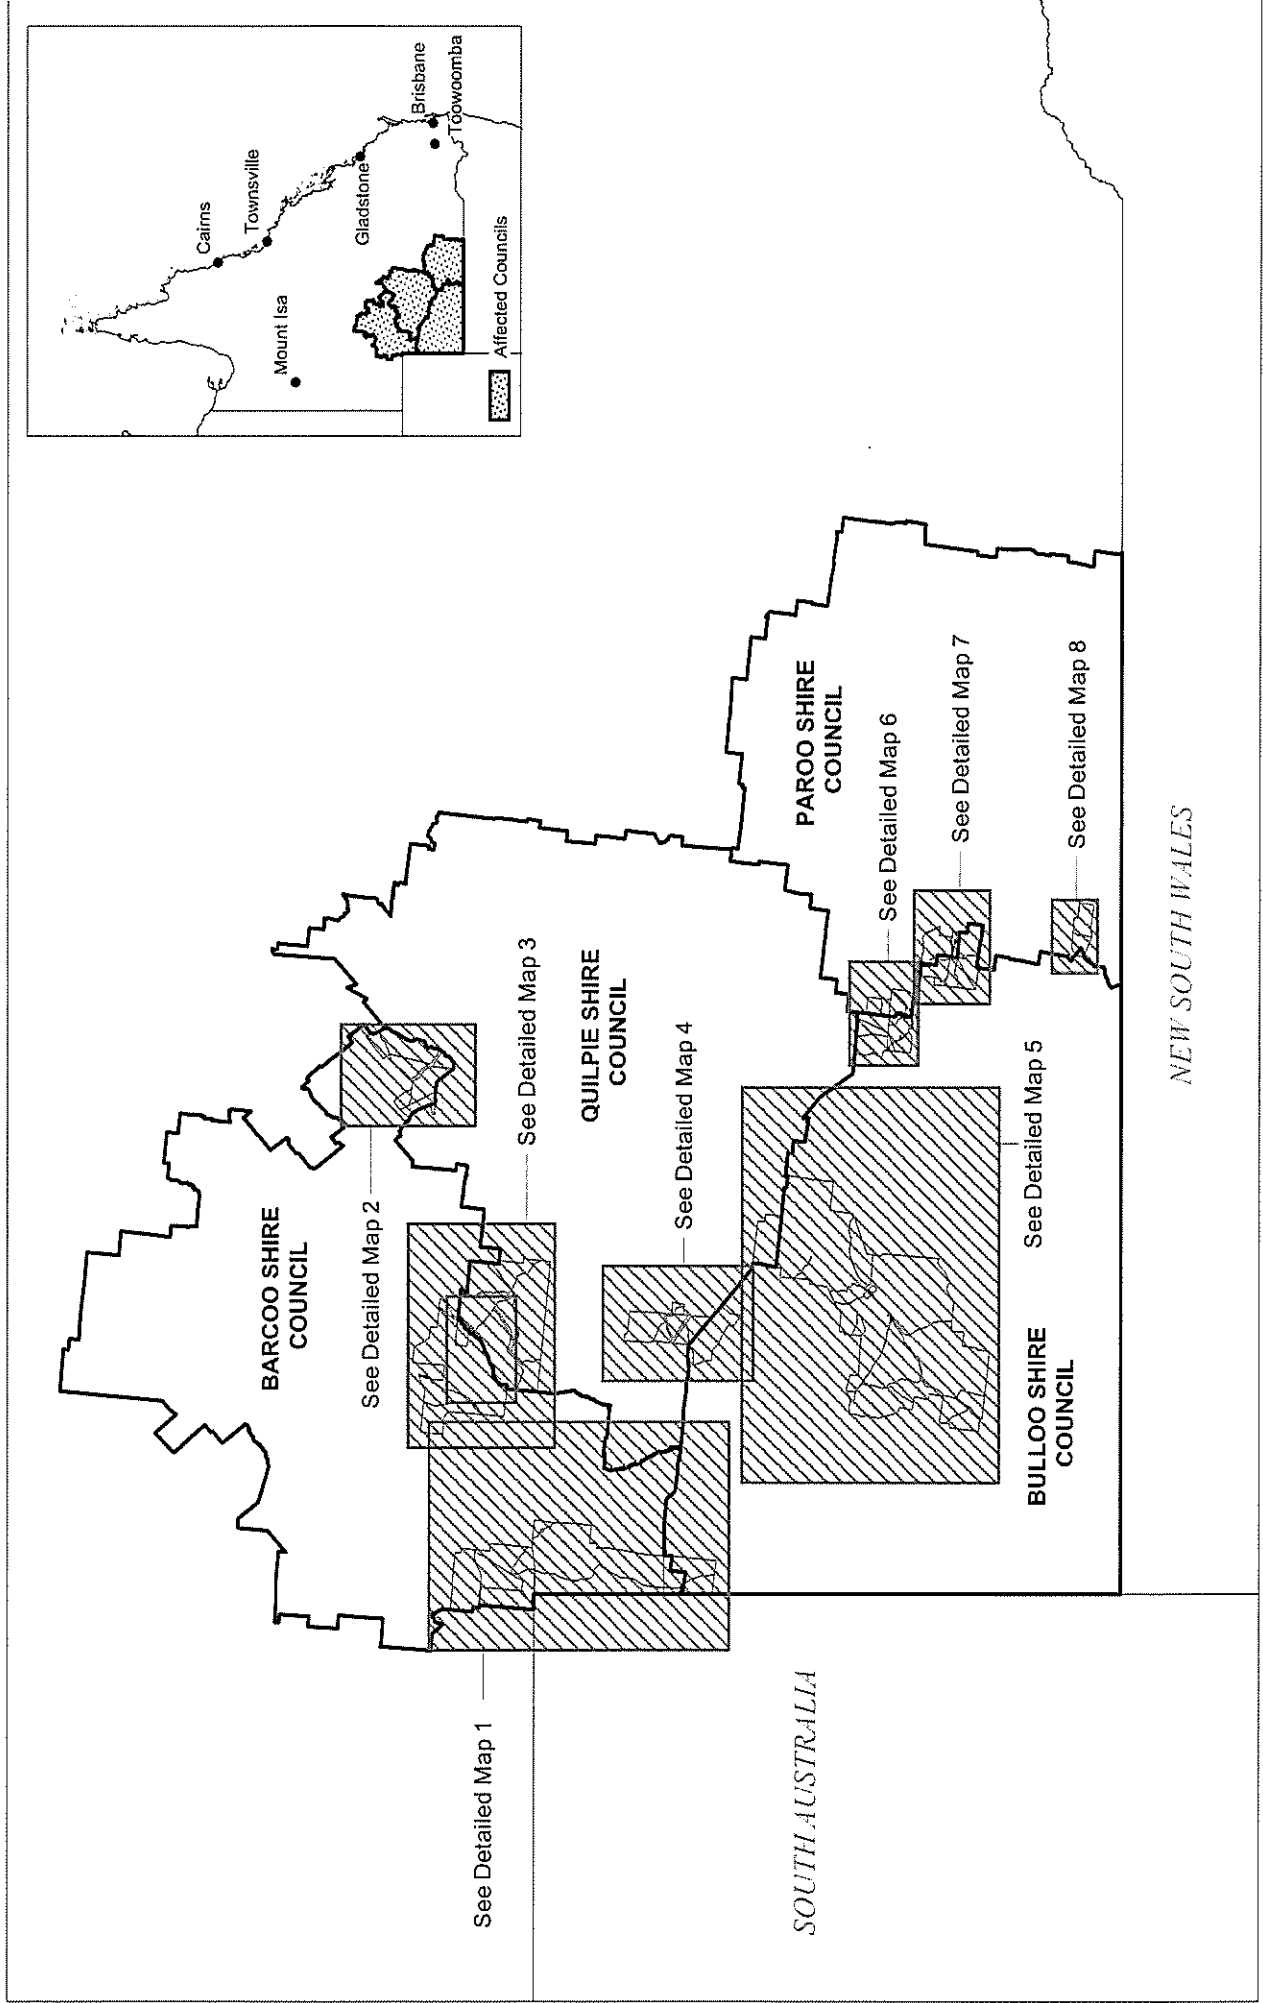 Cairns
Townsville
Mount Isa
Gladstone
Brisbane
Toowoomba
Affected Councils
BARCOO SHIRE
COUNCIL
See Detailed Map 2
See Detailed Map 3
QUILPIE SHIRE
COUNCIL
See Detailed Map 1
See Detailed Map 4
PAROO SHIRE
COUNCIL
See Detailed Map 6
See Detailed Map 7
See Detailed Map 8
See Detailed Map 5
BULLOO SHIRE
COUNCIL
SOUTH AUSTRALIA
NEW SOUTH WALES